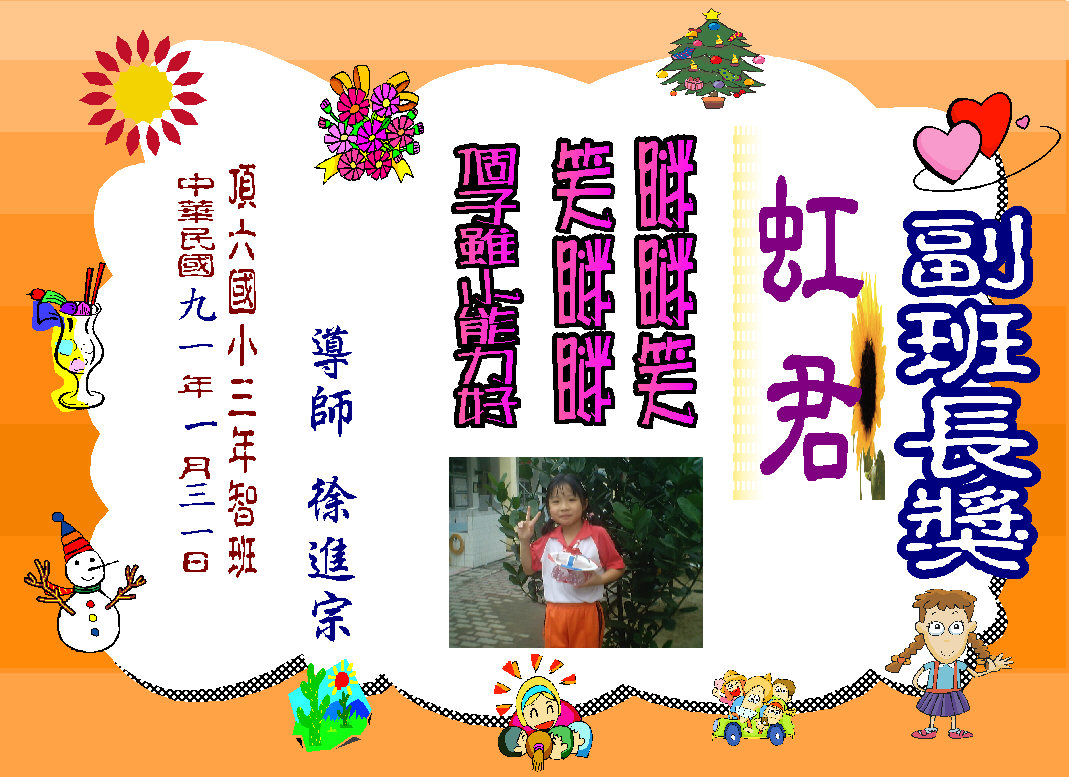 副班長獎
虹君
瞇瞇笑
笑瞇瞇
個子雖小能力好
導師 徐進宗
頂六國小三年智班
中華民國九一年一月三一日